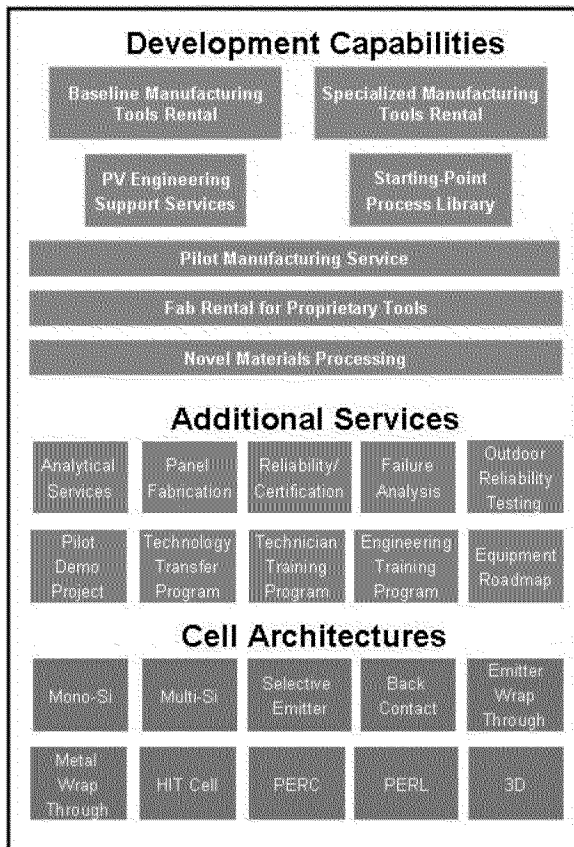 Development Capabilities
Baseline Manufacturing
Tools Rental
Specialized Manufacturing
Tools Rental
PV Engineering
Support Services
Starting-Point
Process Library
Pilot Manufacturing Service
Fab Rental for Proprietary Tools
Novel Materials Processing
Additional Services
Analytical
Services
Panel
Fabrication
Reliability/
Certification
Failure
Analysis
Outdoor
Reliability
Testing
Pilot
Demo
Project
Technology
Transfer
Program
Technician
Training
Program
Engineering
Training
Program
Equipment
Roadmap
Cell Architectures
Mono-Si
Multi-Si
Selective
Emitter
Back
Contact
Emitter
Wrap
Through
Metal
Wrap
Through
HIT Cell
PERC
PERL
3D